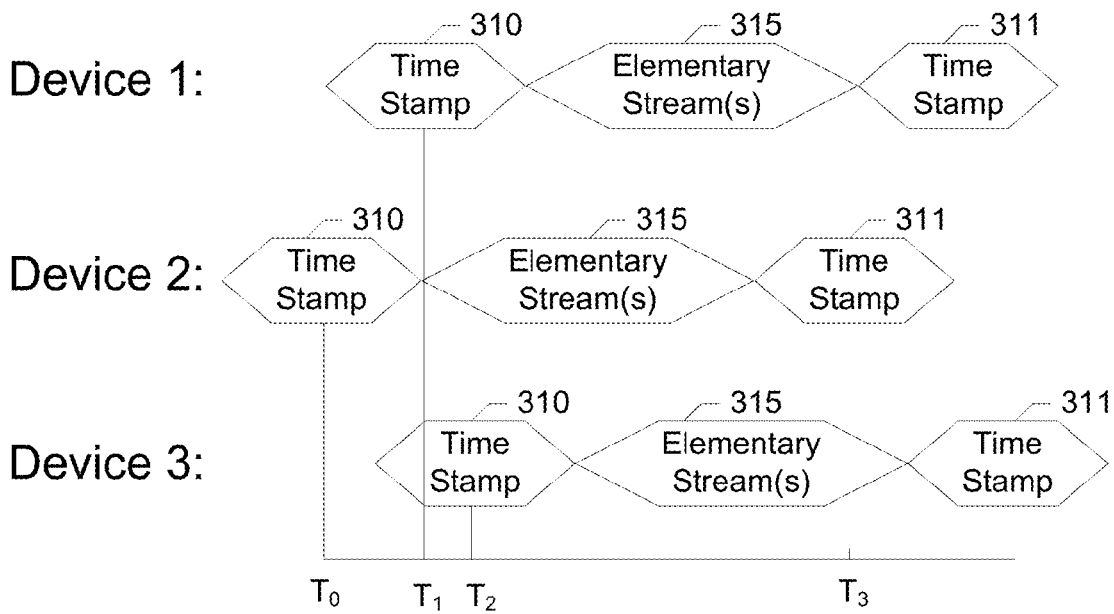 310 315 311
Device 1: Time Stamp Elementary Stream(s) Time Stamp
310 315 311
Device 2: Time Stamp Elementary Stream(s) Time Stamp
310 315 311
Device 3: Time Stamp Elementary Stream(s) Time Stamp
T0 T1 T2 T3